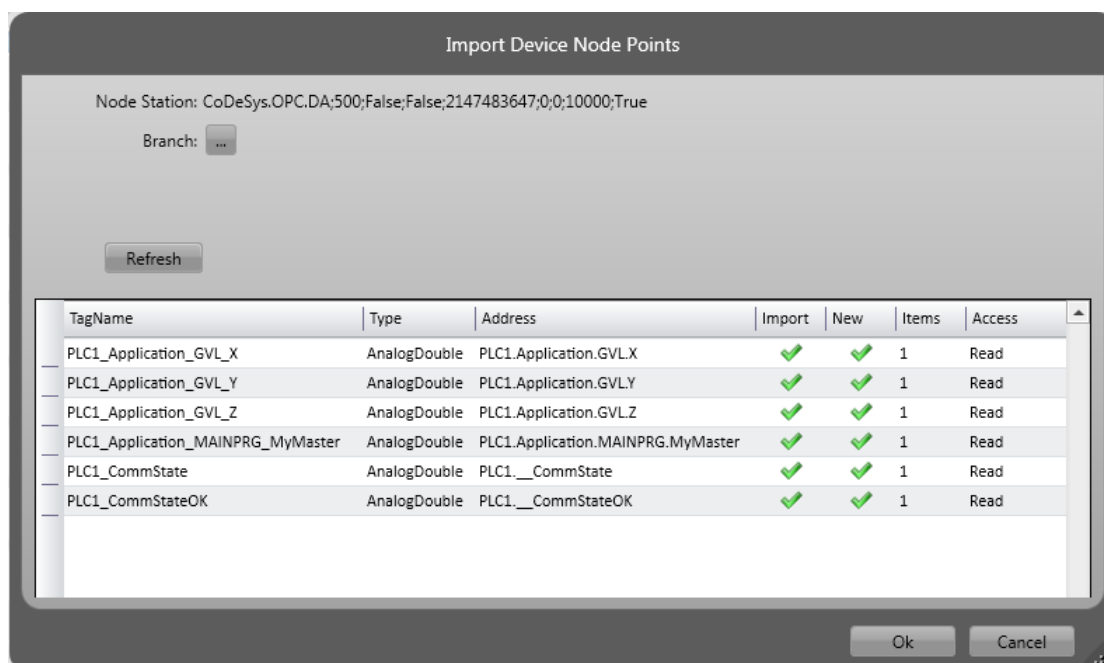 Import Device Node Points
Node Station: CoDeSys.OPC.DA;500;False;False;2147483647;0;0;10000;True
Branch: ...
Refresh
TagName Type Address Import New Items Access
PLC1_Application_GVL_X AnalogDouble PLC1.Application.GVL.X 1 Read
PLC1_Application_GVL_Y AnalogDouble PLC1.Application.GVL.Y 1 Read
PLC1_Application_GVL_Z AnalogDouble PLC1.Application.GVL.Z 1 Read
PLC1_Application_MAINPRG_MyMaster AnalogDouble PLC1.Application.MAINPRG.MyMaster 1 Read
PLC1_CommState AnalogDouble PLC1.__CommState 1 Read
PLC1_CommStateOK AnalogDouble PLC1.__CommStateOK 1 Read
Ok Cancel